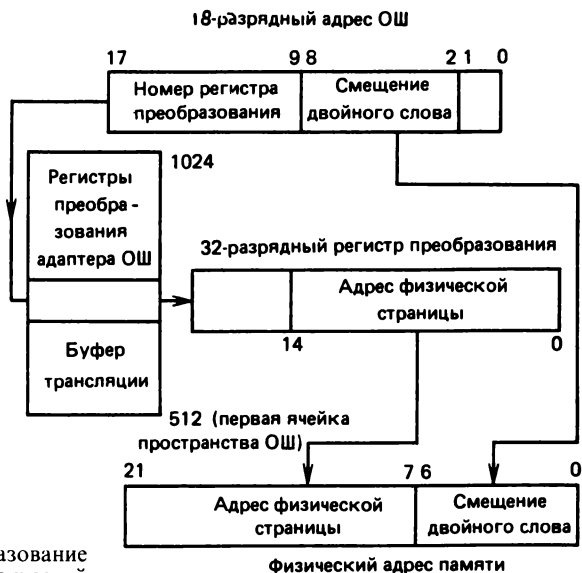 18-разрядный адрес ОШ
17 9 8 2 1 0
Номер регистра
преобразования
Смещение
двойного слова
1024
Регистры
преобра-
зования
адаптера ОШ
32-разрядный регистр преобразования
Адрес физической
страницы
14 0
Буфер
трансляции
512 (первая ячейка
пространства ОШ)
21 7 6 0
Адрес физической
страницы
Смещение
двойного слова
азование
Физический адрес памяти